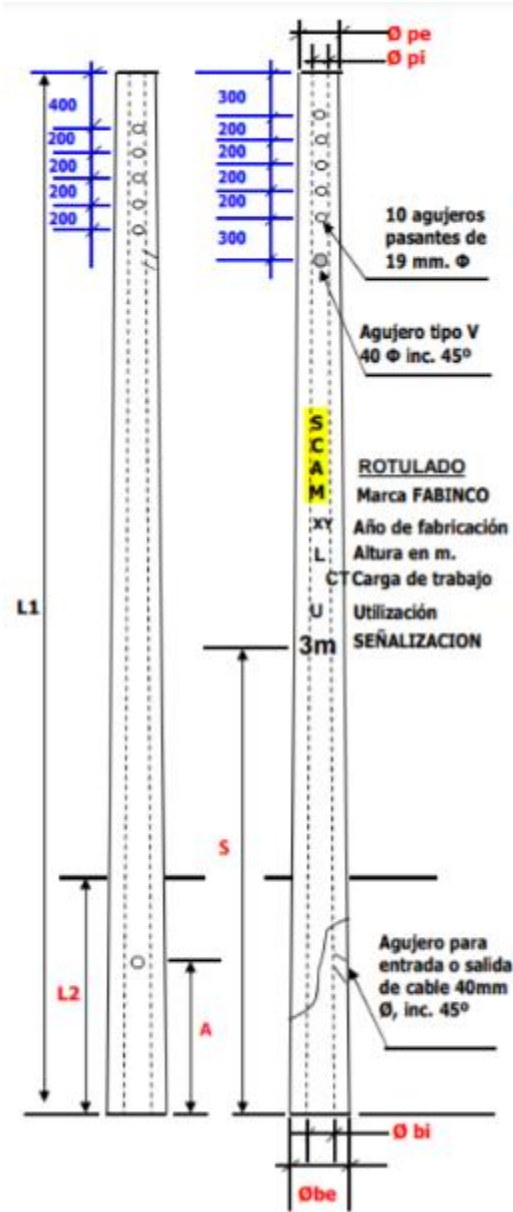 Ø pe
Ø pi
400
200
200
200
200
300
200
200
200
200
300
10 agujeros
pasantes de
19 mm. Φ
Agujero tipo V
40 Φ inc. 45º
S
C
A
M
ROTULADO
Marca FABINCO
XY Año de fabricación
L Altura en m.
CT Carga de trabajo
U Utilización
3m SEÑALIZACION
L1
S
L2
A
Agujero para
entrada o salida
de cable 40mm
Ø, inc. 45º
Ø bi
Øbe